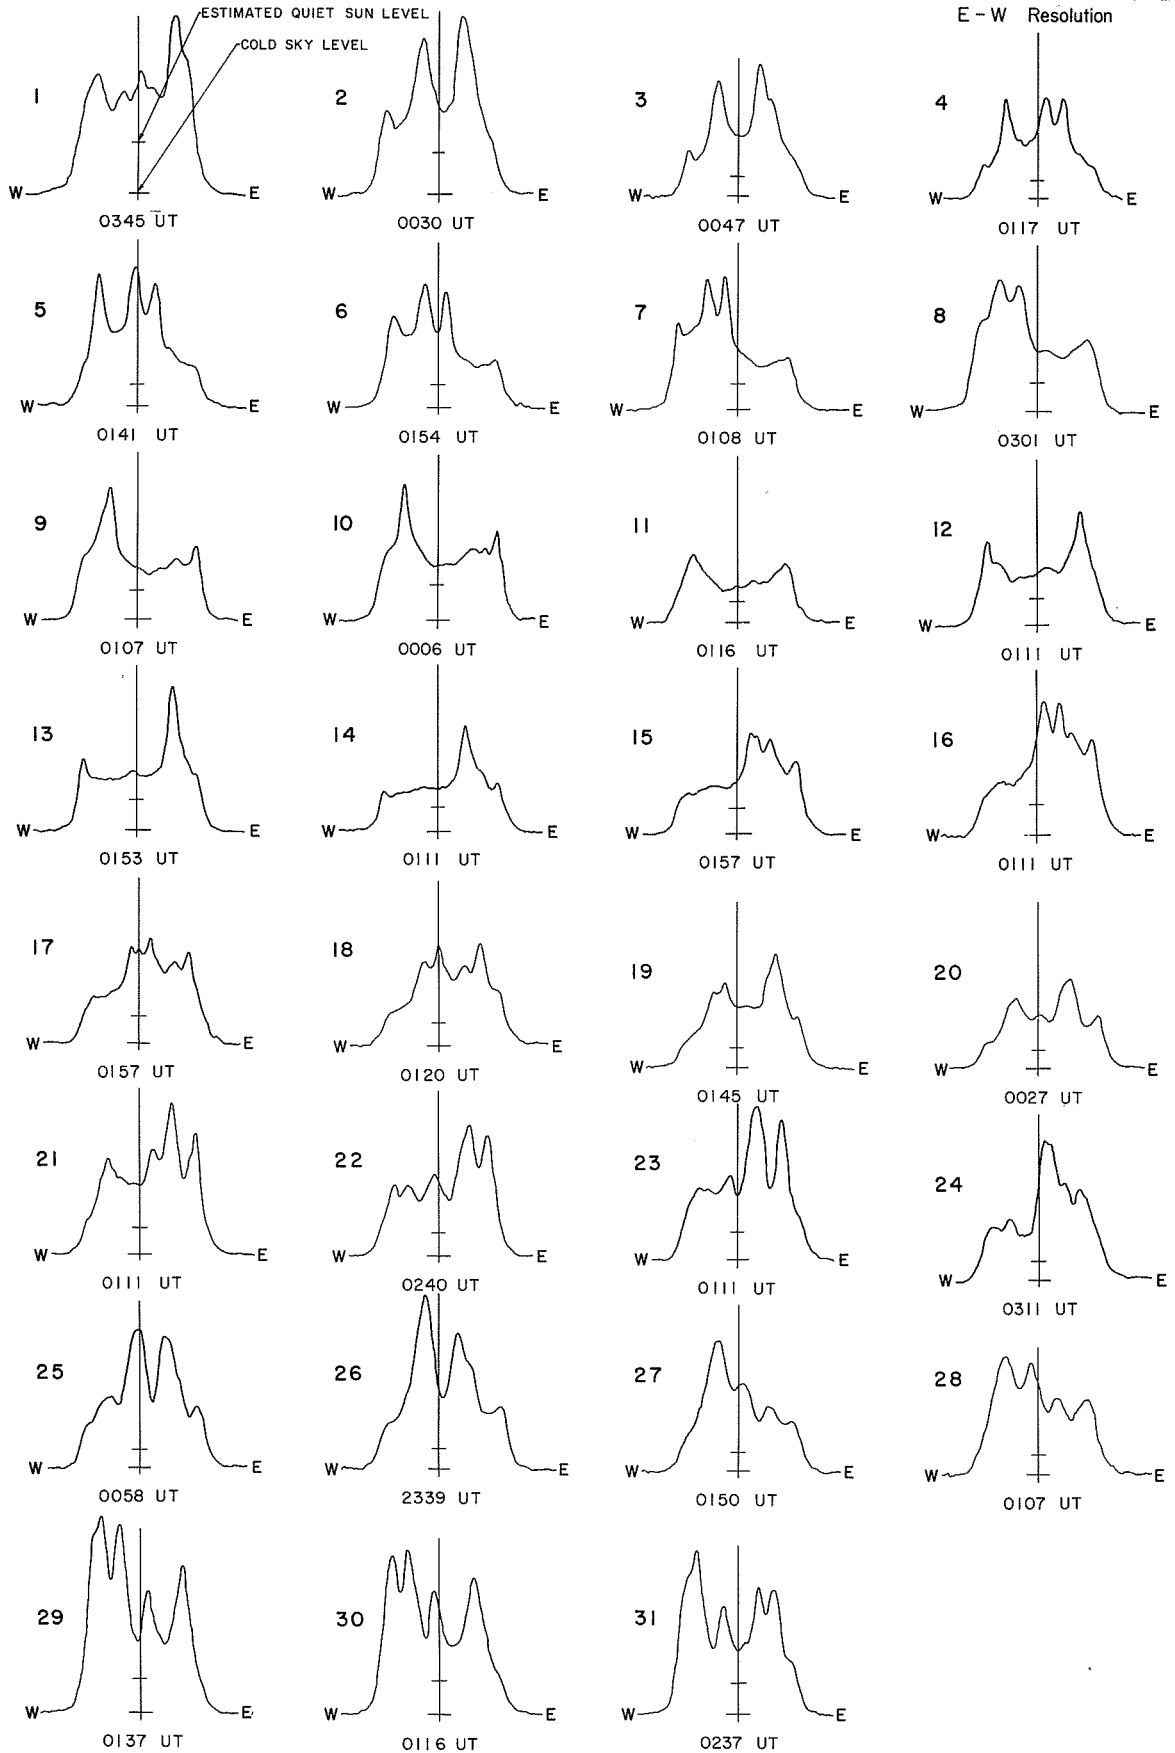 ESTIMATED QUIET SUN LEVEL
COLD SKY LEVEL
E - W Resolution
1
W
E
0345 UT
2
W
E
0030 UT
3
W
E
0047 UT
4
W
E
0117 UT
5
W
E
0141 UT
6
W
E
0154 UT
7
W
E
0108 UT
8
W
E
0301 UT
9
W
E
0107 UT
10
W
E
0006 UT
11
W
E
0116 UT
12
W
E
0111 UT
13
W
E
0153 UT
14
W
E
0111 UT
15
W
E
0157 UT
16
W
E
0111 UT
17
W
E
0157 UT
18
W
E
0120 UT
19
W
E
0145 UT
20
W
E
0027 UT
21
W
E
0111 UT
22
W
E
0240 UT
23
W
E
0111 UT
24
W
E
0311 UT
25
W
E
0058 UT
26
W
E
2339 UT
27
W
E
0150 UT
28
W
E
0107 UT
29
W
E
0137 UT
30
W
E
0116 UT
31
W
E
0237 UT